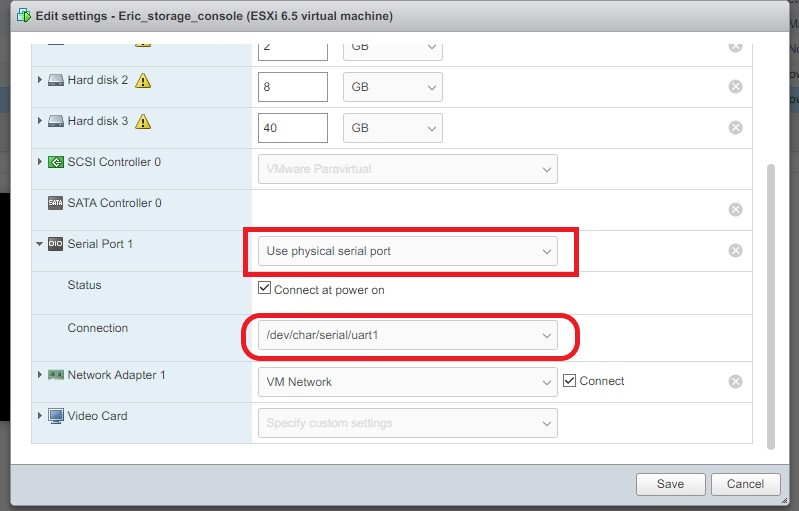 Edit settings - Eric_storage_console (ESXi 6.5 virtual machine)
2 GB
Hard disk 2 8 GB
Hard disk 3 40 GB
SCSI Controller 0 VMware Paravirtual
SATA SATA Controller 0
Serial Port 1 Use physical serial port
Status Connect at power on
Connection /dev/char/serial/uart1
Network Adapter 1 VM Network Connect
Video Card Specify custom settings
Save Cancel